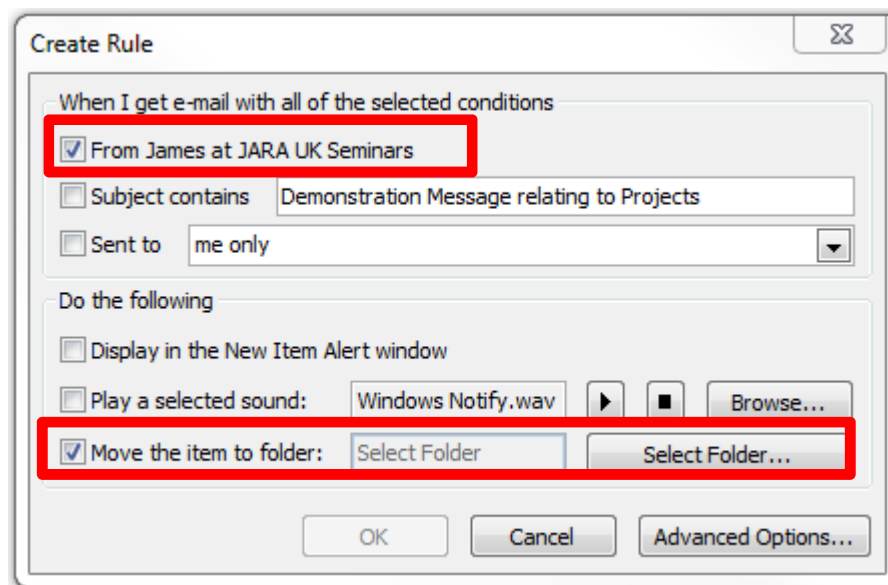 Create Rule
When I get e-mail with all of the selected conditions
From James at JARA UK Seminars
Subject contains Demonstration Message relating to Projects
Sent to me only
Do the following
Display in the New Item Alert window
Play a selected sound: Windows Notify.wav Browse...
Move the item to folder: Select Folder Select Folder...
OK Cancel Advanced Options...